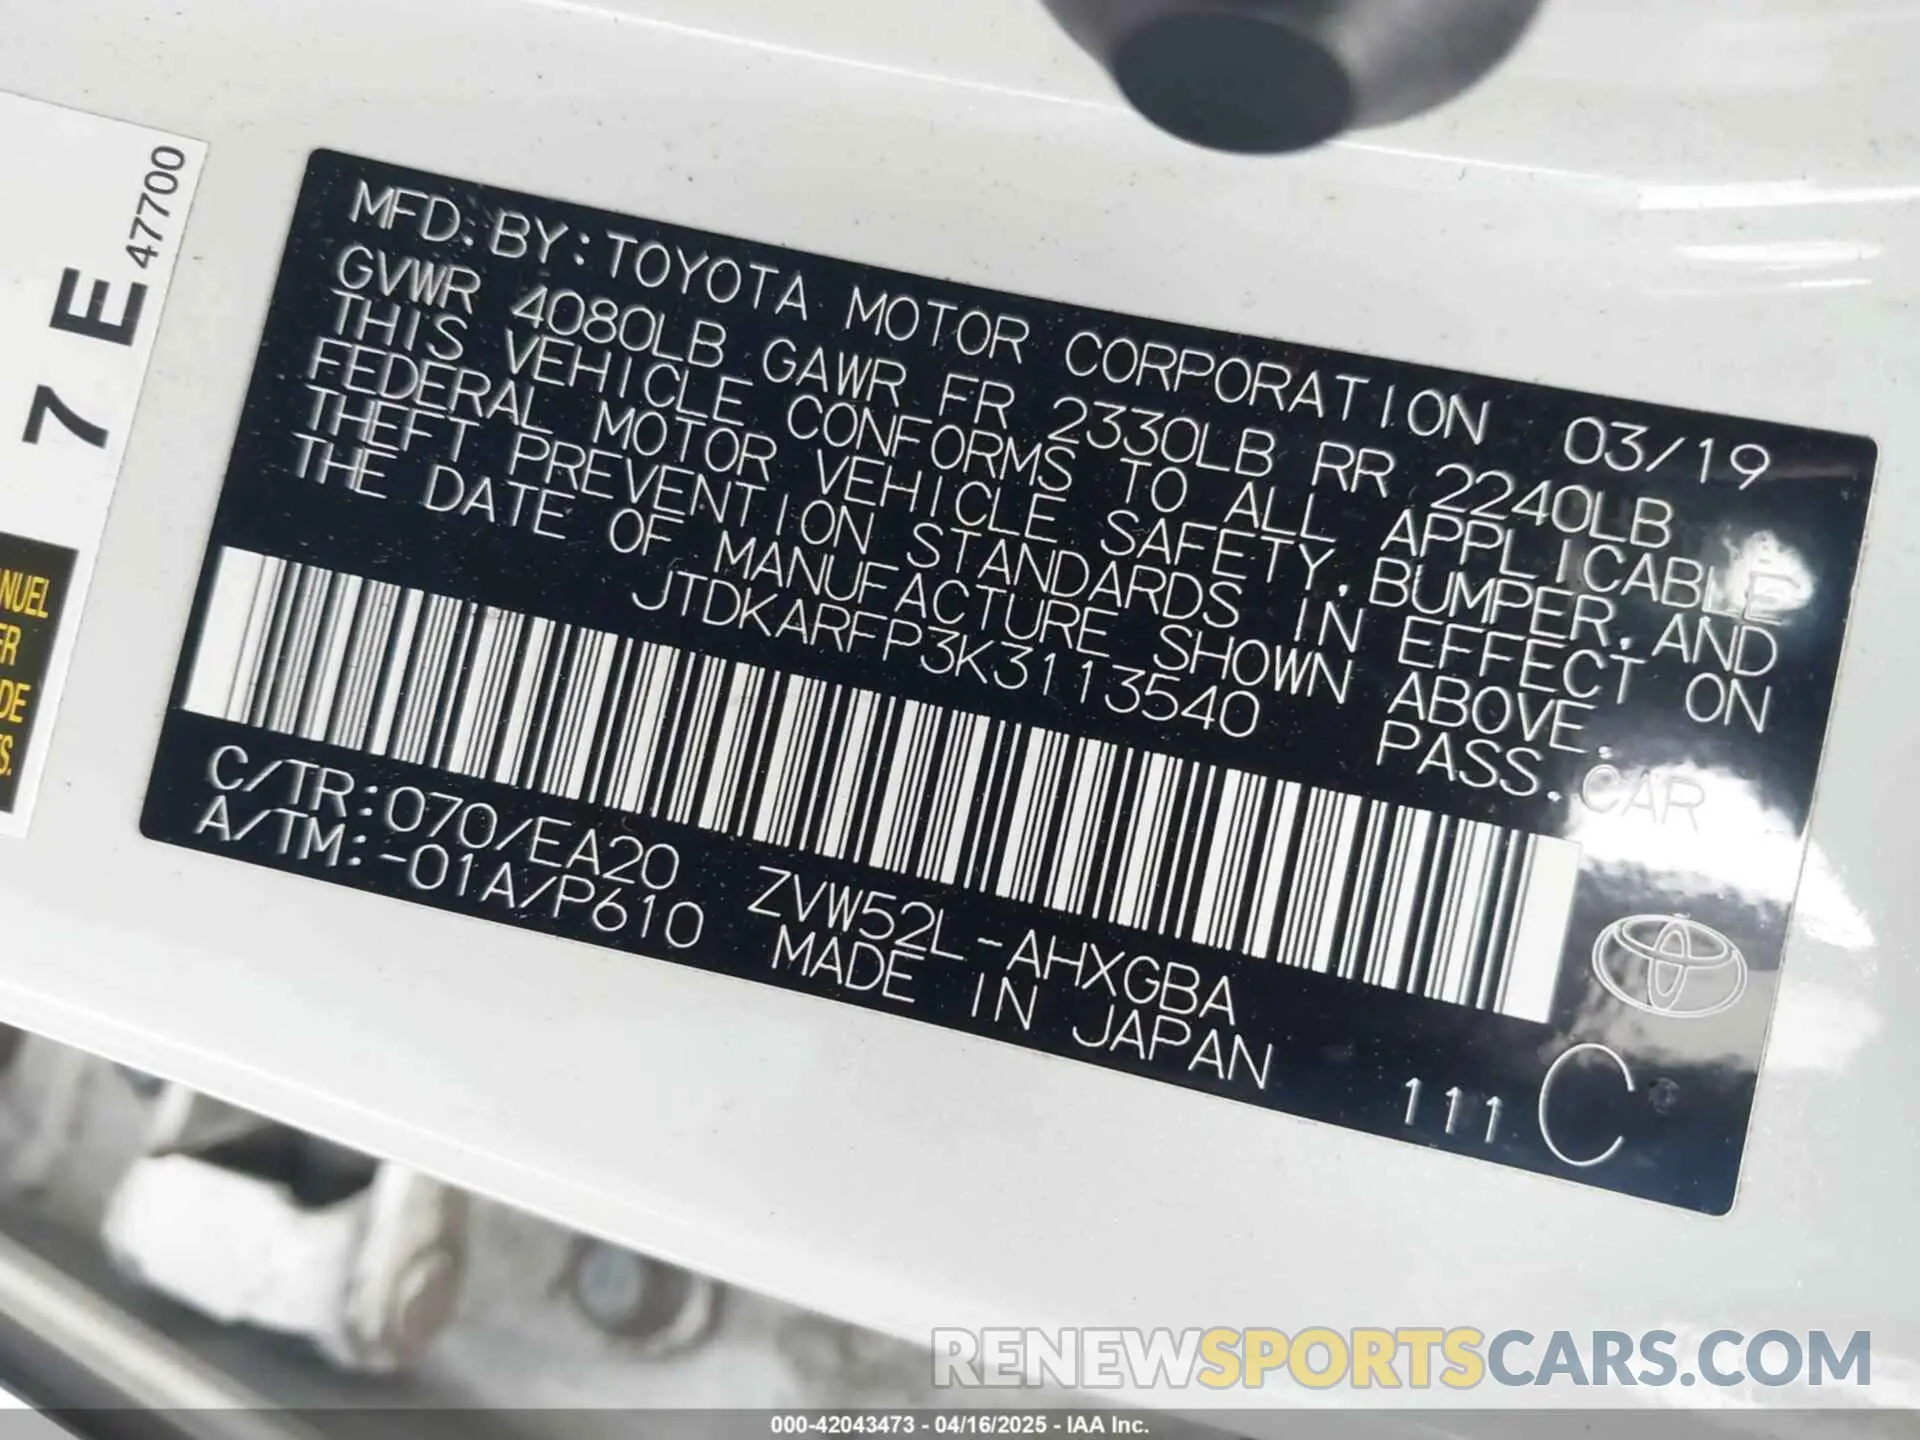 MFD. BY:TOYOTA MOTOR CORPORATION 03/19
GVWR 4080LB GAWR FR 2330LB RR 2240LB
THIS VEHICLE CONFORMS TO ALL APPLICABLE
FEDERAL MOTOR VEHICLE SAFETY, BUMPER, AND
THEFT PREVENTION STANDARDS IN EFFECT ON
THE DATE OF MANUFACTURE SHOWN ABOVE.
JTDKARFP3K3113540 PASS. CAR
C/TR:070/EA20 ZVW52L-AHXGBA
A/TM:-01A/P610 MADE IN JAPAN
111 C
7 E
47700
DE
RENEWSPORTSCARS.COM
000-42043473 - 04/16/2025 - IAA Inc.